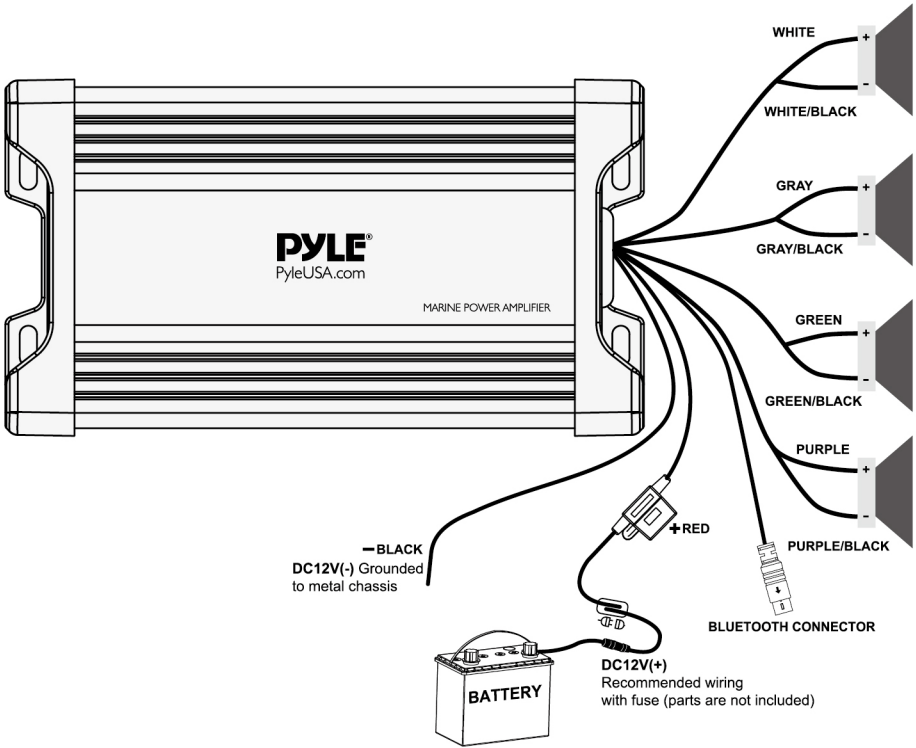 WHITE
+
-
WHITE/BLACK
GRAY
+
-
GRAY/BLACK
PYLE®
PyleUSA.com
MARINE POWER AMPLIFIER
GREEN
+
-
GREEN/BLACK
PURPLE
+
-
PURPLE/BLACK
+RED
-BLACK
DC12V(-) Grounded
to metal chassis
BLUETOOTH CONNECTOR
DC12V(+)
Recommended wiring
with fuse (parts are not included)
BATTERY